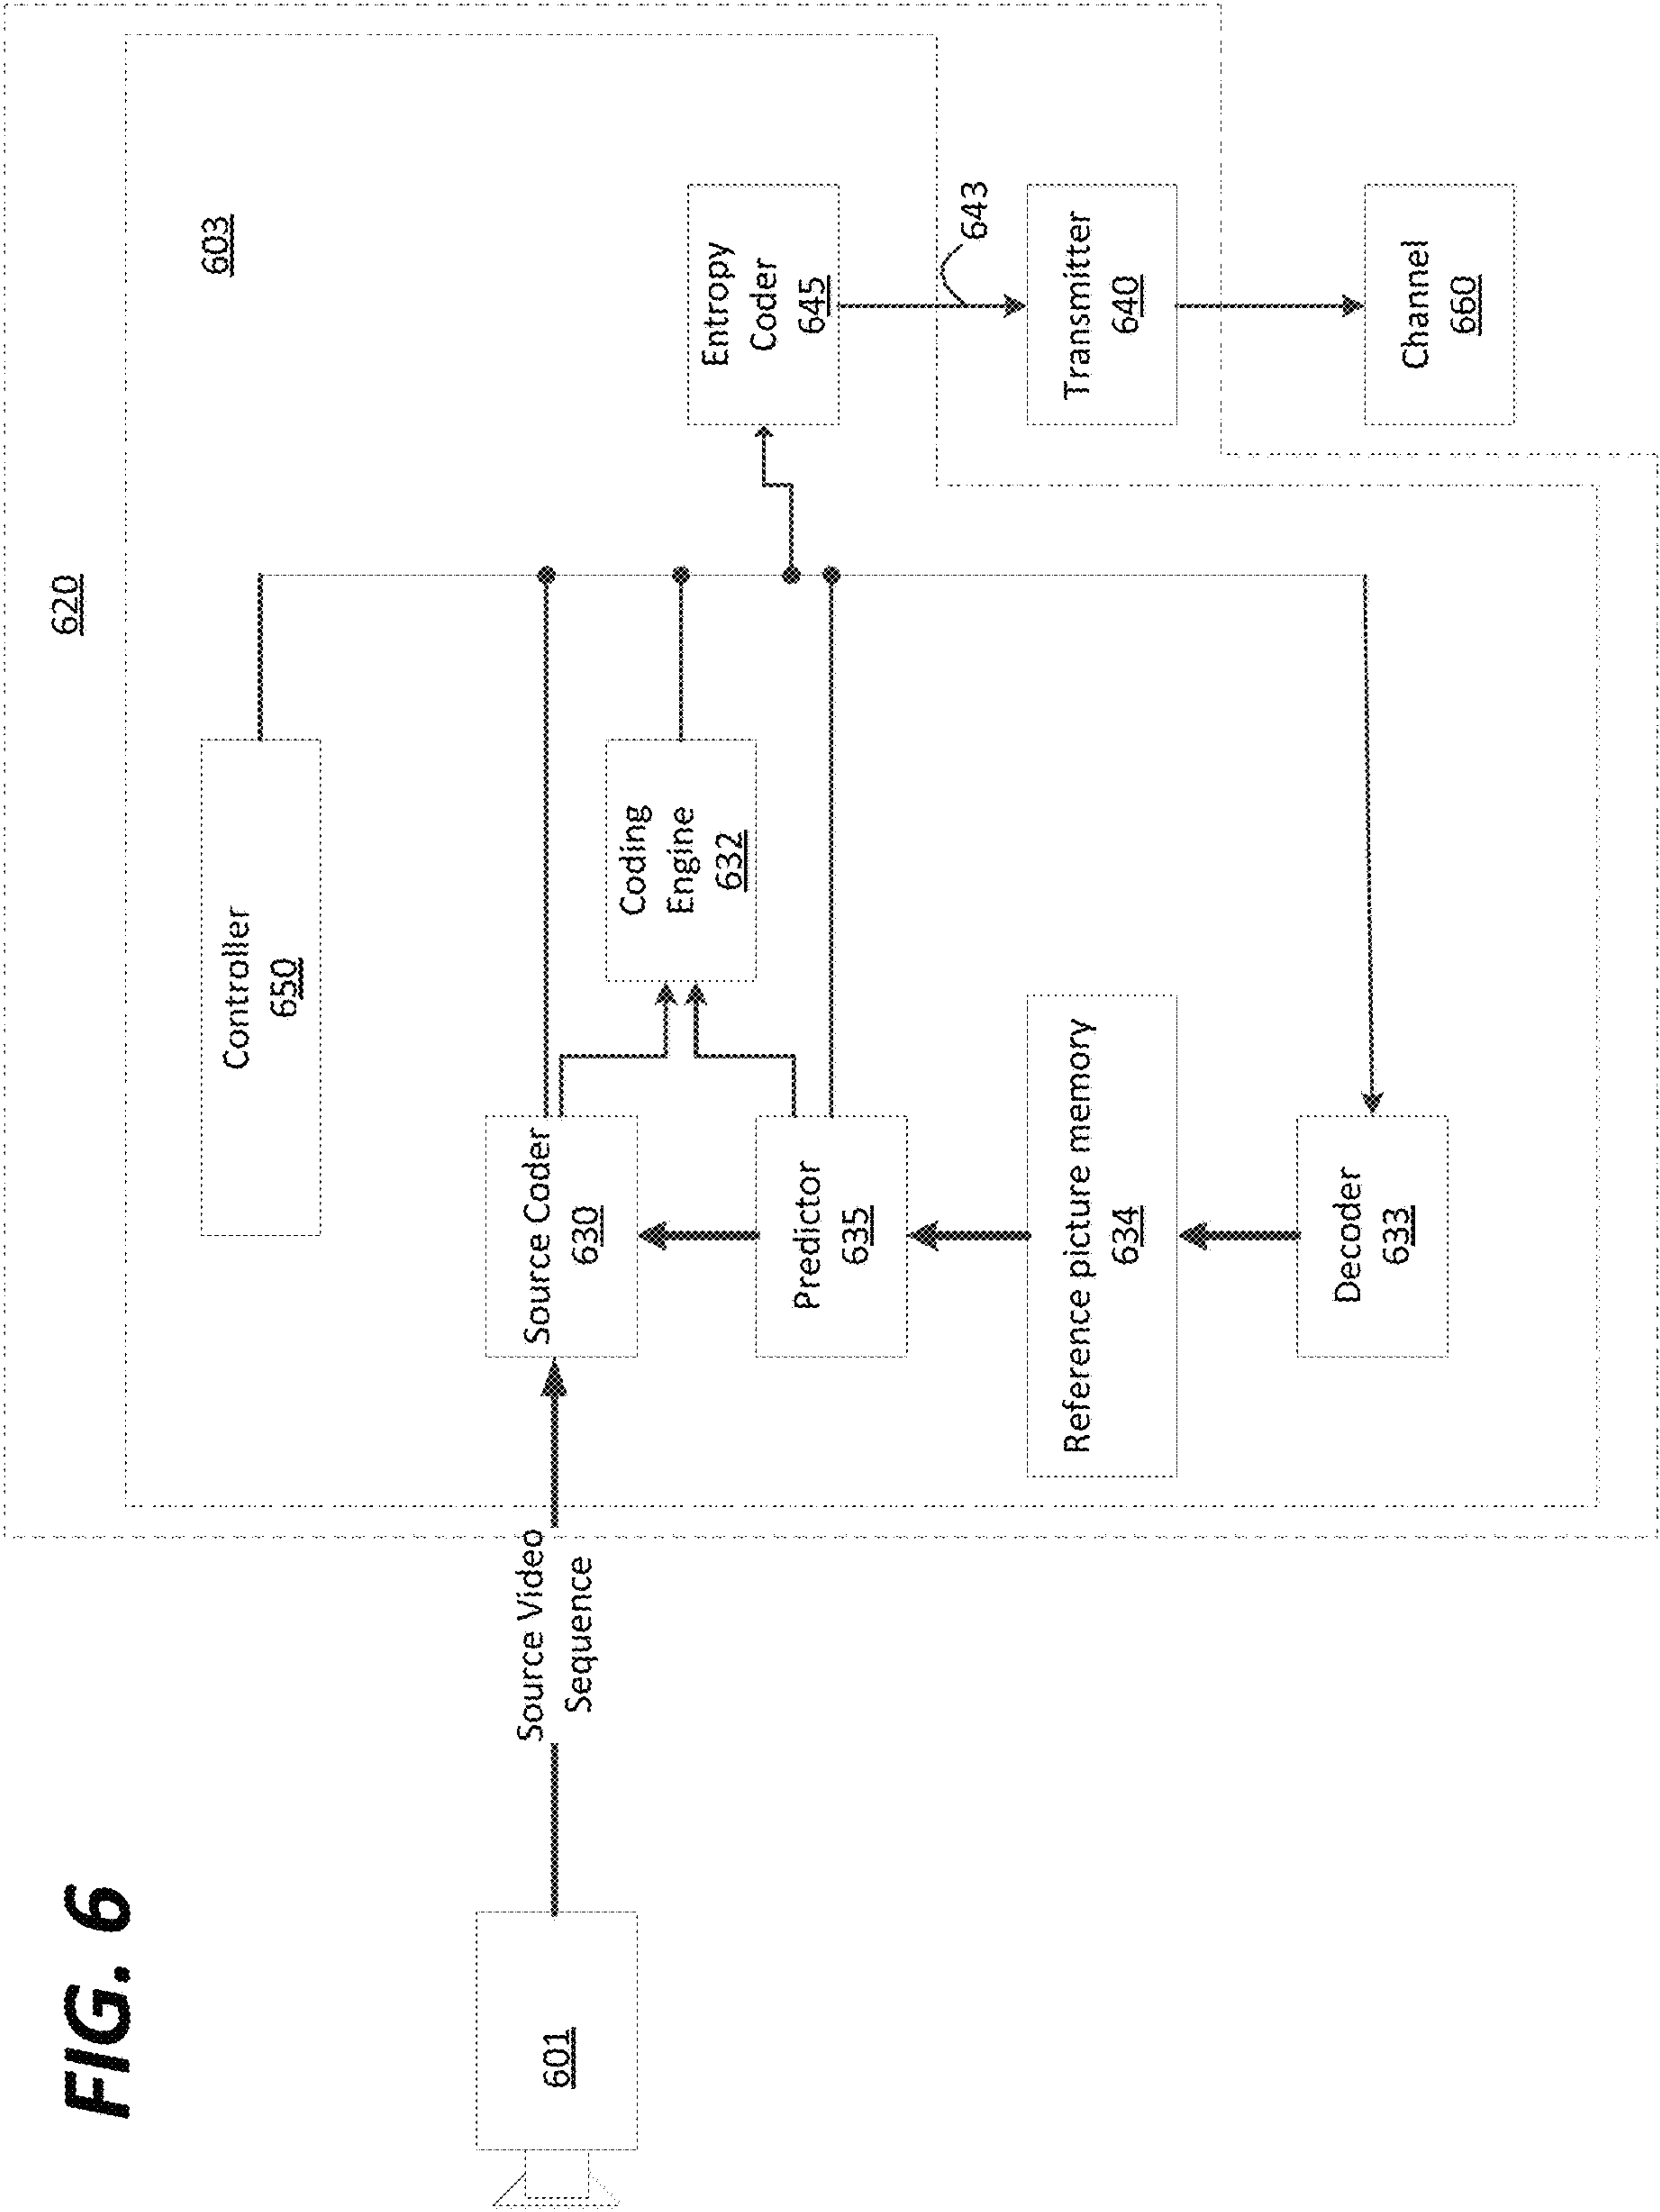 FIG. 6
620
603
601
Source Video
Sequence
Controller
650
Source Coder
630
Coding
Engine
632
Predictor
635
Reference picture memory
634
Decoder
633
Entropy
Coder
645
643
Transmitter
640
Channel
660